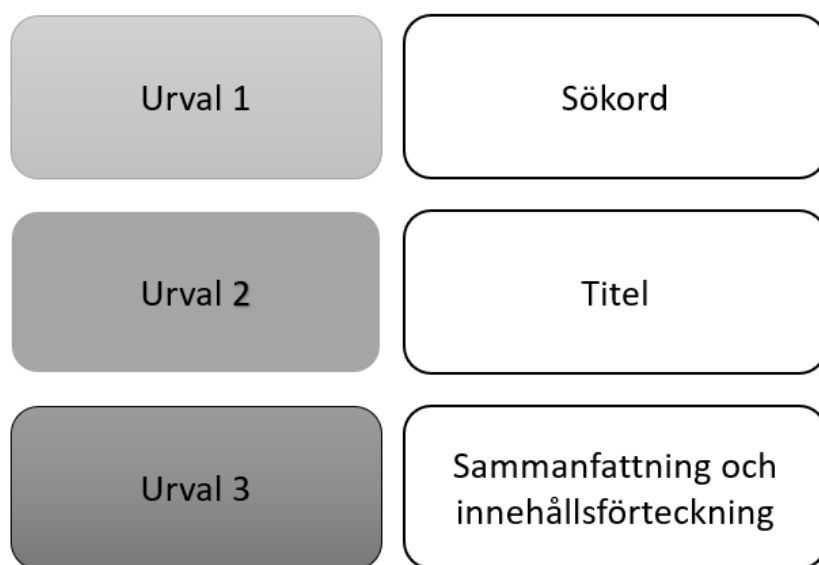 Urval 1
Sökord
Urval 2
Titel
Urval 3
Sammanfattning och
innehållsförteckning